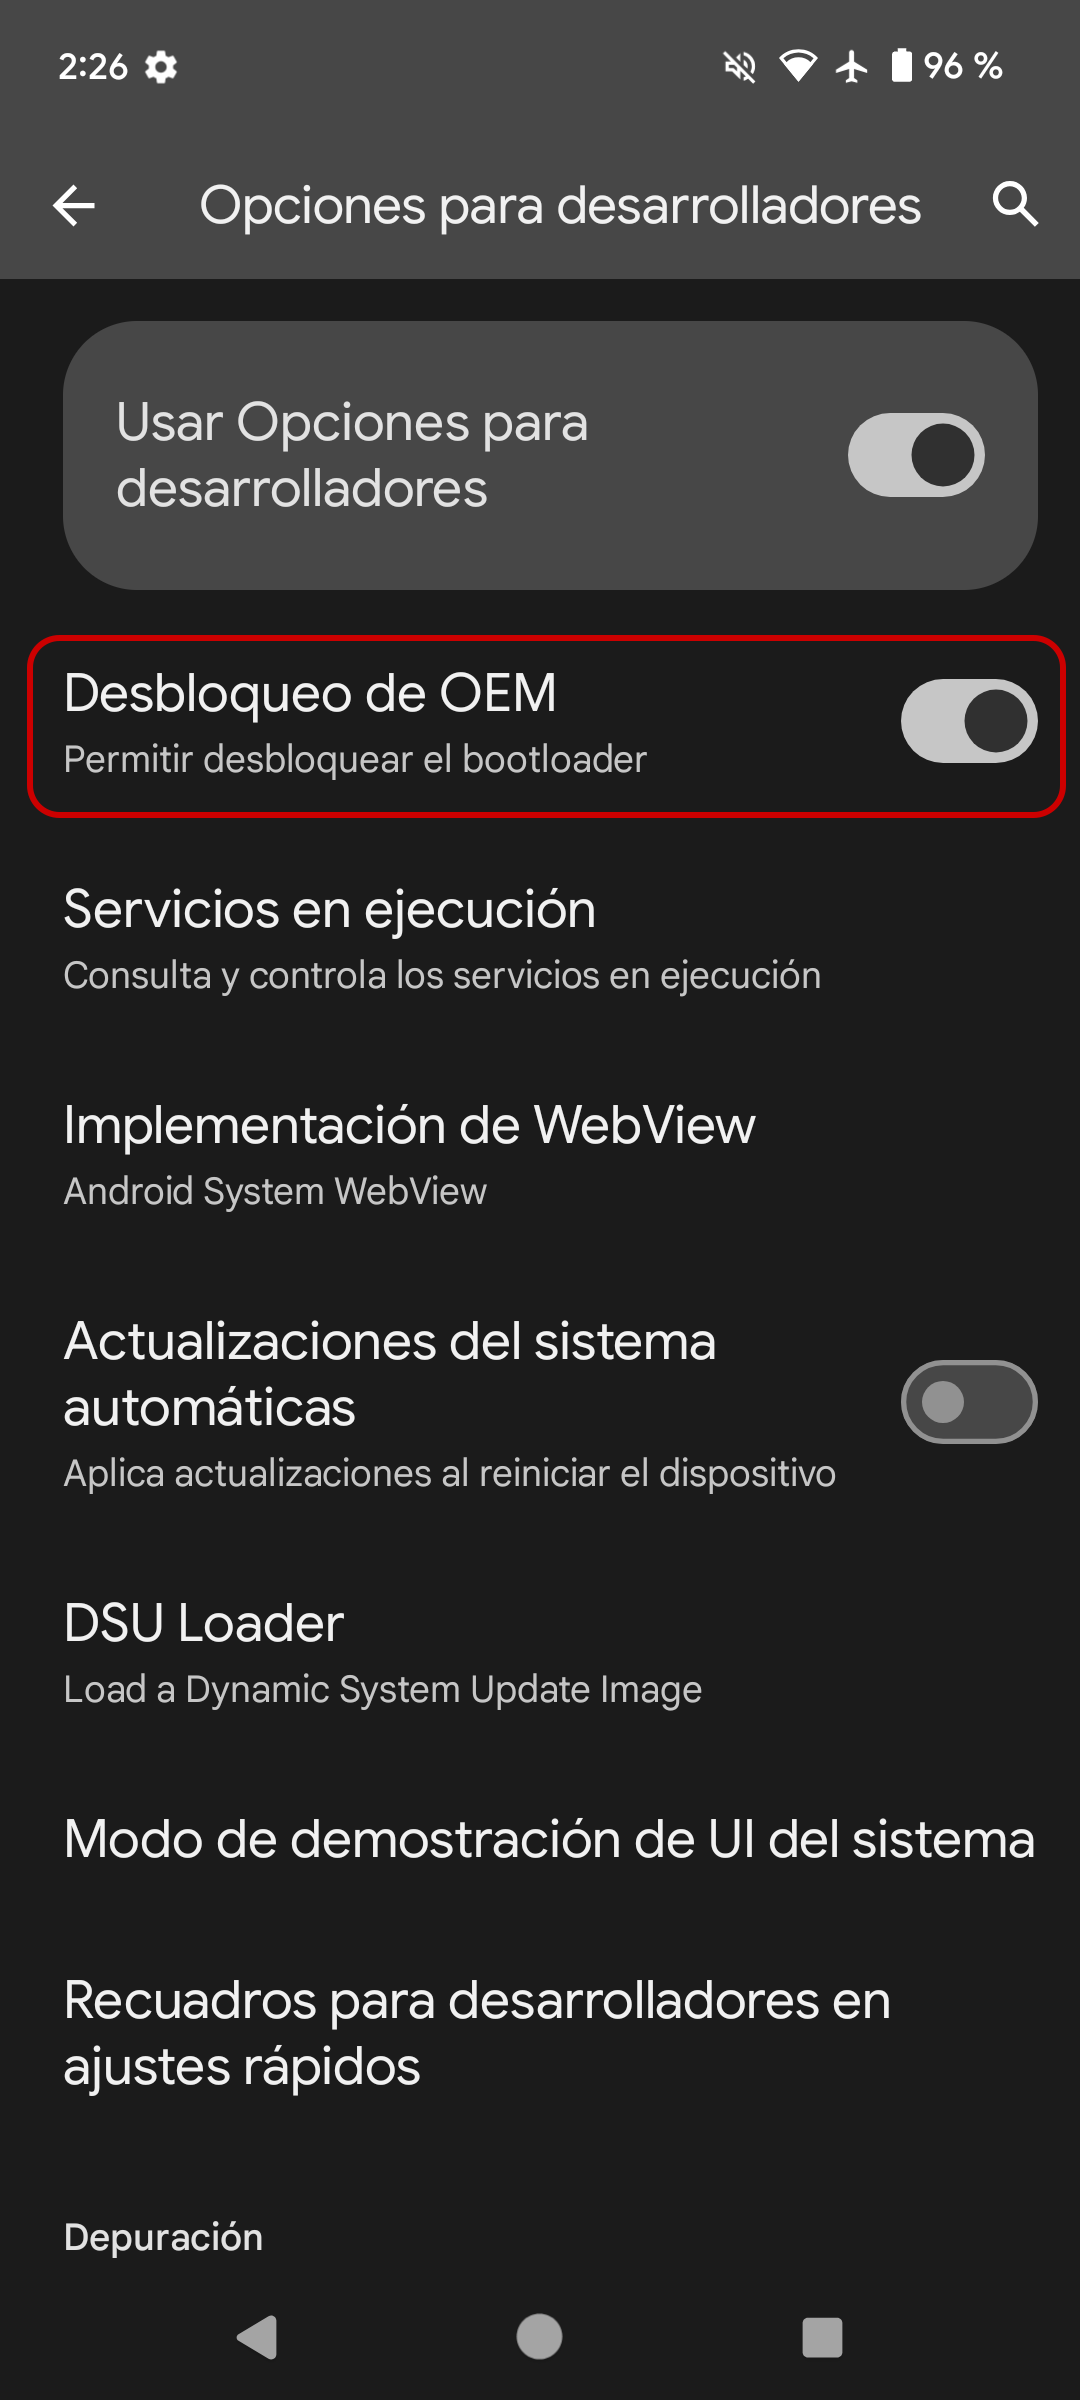 2:26
96 %
Opciones para desarrolladores
Usar Opciones para
desarrolladores
Desbloqueo de OEM
Permitir desbloquear el bootloader
Servicios en ejecución
Consulta y controla los servicios en ejecución
Implementación de WebView
Android System WebView
Actualizaciones del sistema
automáticas
Aplica actualizaciones al reiniciar el dispositivo
DSU Loader
Load a Dynamic System Update Image
Modo de demostración de UI del sistema
Recuadros para desarrolladores en
ajustes rápidos
Depuración